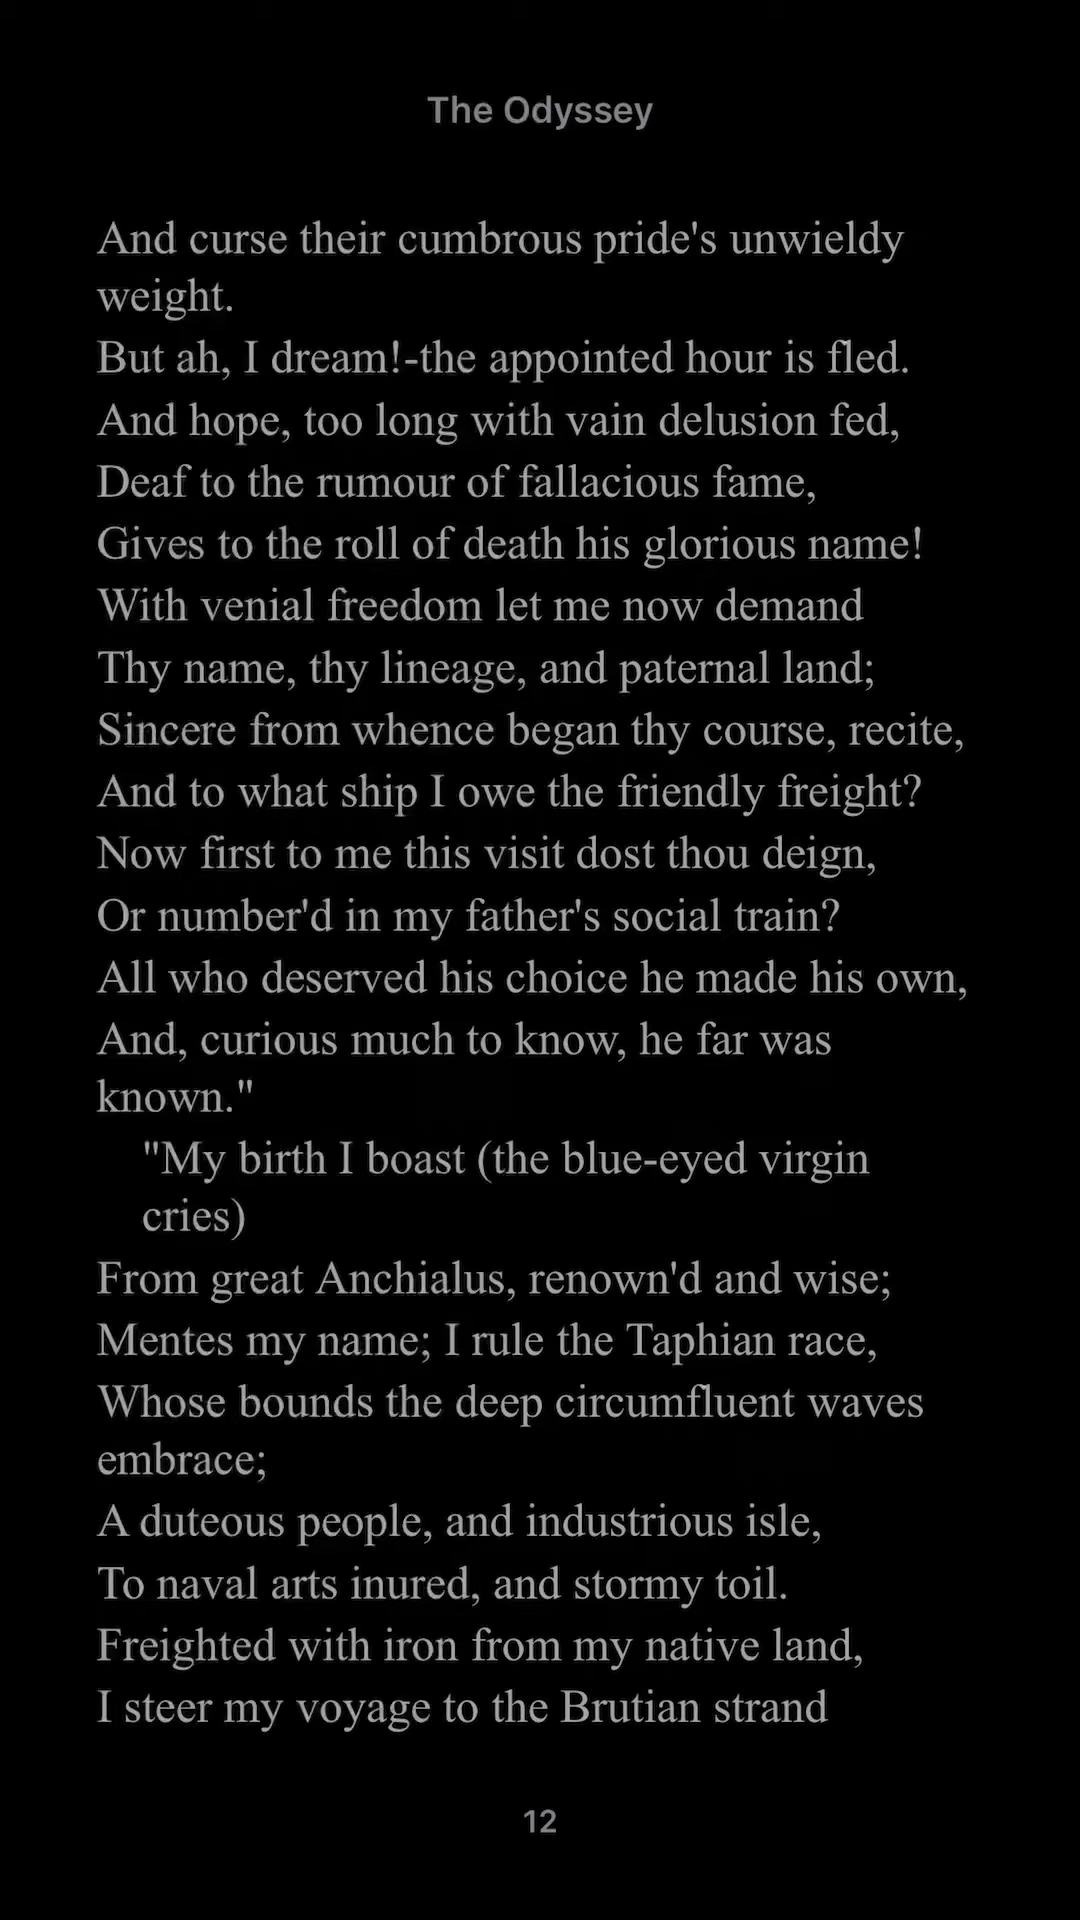 The Odyssey
And curse their cumbrous pride's unwieldy
weight.
But ah, I dream!-the appointed hour is fled.
And hope, too long with vain delusion fed,
Deaf to the rumour of fallacious fame,
Gives to the roll of death his glorious name!
With venial freedom let me now demand
Thy name, thy lineage, and paternal land;
Sincere from whence began thy course, recite,
And to what ship I owe the friendly freight?
Now first to me this visit dost thou deign,
Or number'd in my father's social train?
All who deserved his choice he made his own,
And, curious much to know, he far was
known."
"My birth I boast (the blue-eyed virgin
cries)
From great Anchialus, renown'd and wise;
Mentes my name; I rule the Taphian race,
Whose bounds the deep circumfluent waves
embrace;
A duteous people, and industrious isle,
To naval arts inured, and stormy toil.
Freighted with iron from my native land,
I steer my voyage to the Brutian strand
12